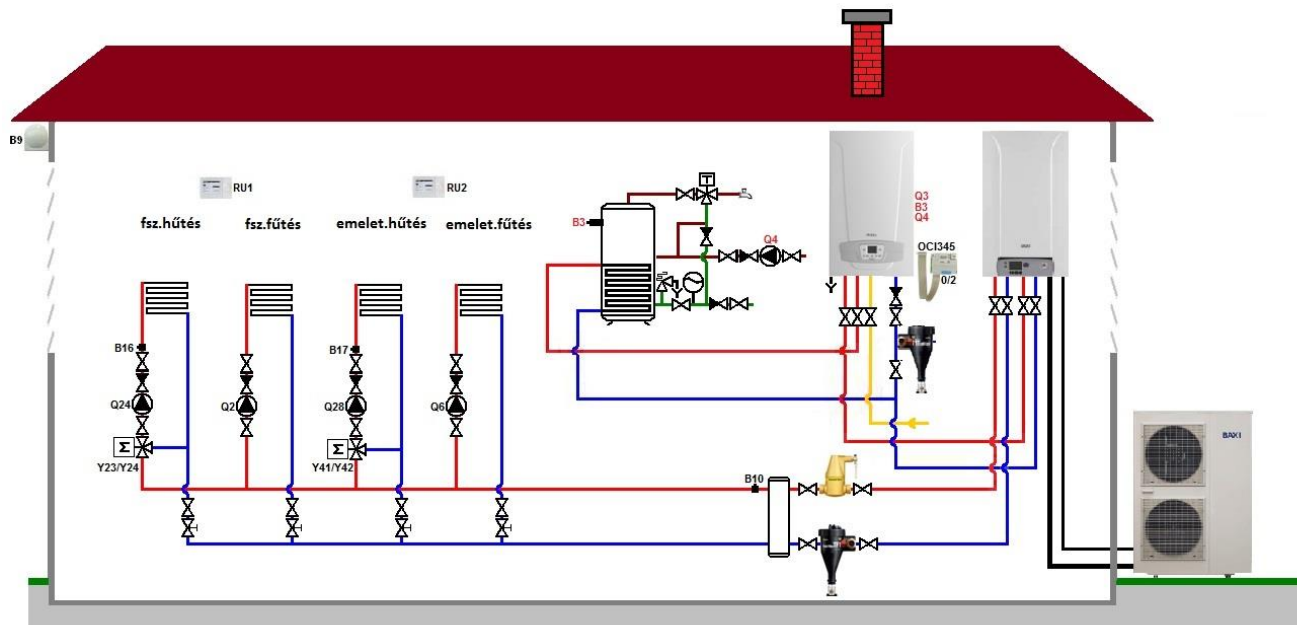 B9
RU1
RU2
fsz.hűtés
fsz.fűtés
emelet.hűtés
emelet.fűtés
B3
T
Q4
Q3
B3
Q4
OCI345
0/2
B16
B17
Q24
Q2
Q28
Q6
M
M
Y23/Y24
Y41/Y42
B10
BAXI